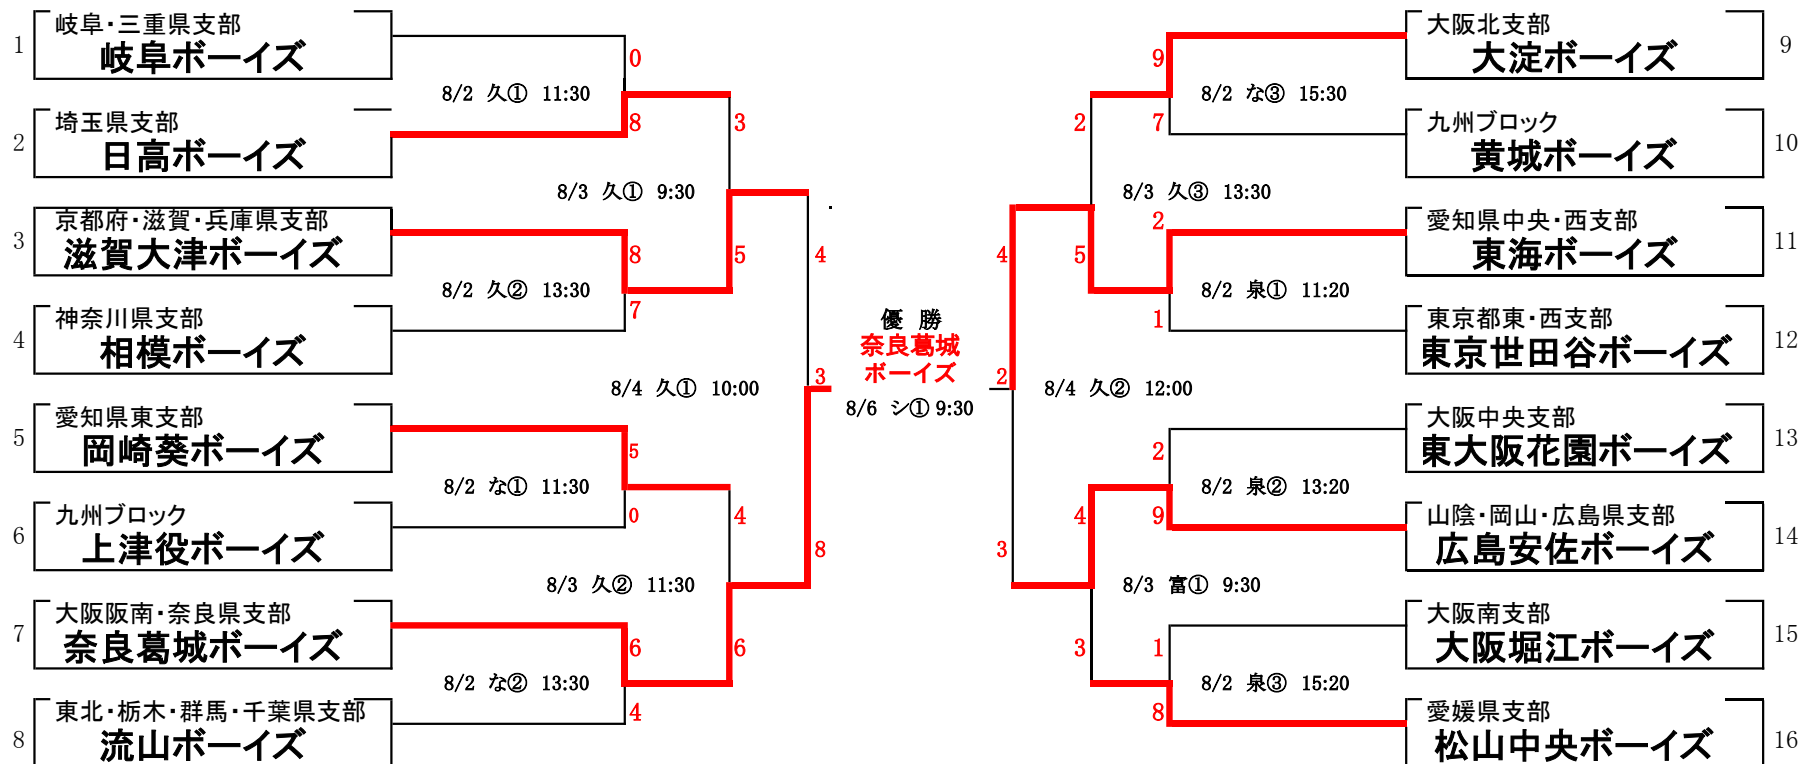 1
岐阜・三重県支部
岐阜ボーイズ
0
8/2 久① 11:30
2
埼玉県支部
日高ボーイズ
8
3
8/3 久① 9:30
3
京都府・滋賀・兵庫県支部
滋賀大津ボーイズ
8
5
4
8/2 久② 13:30
4
神奈川県支部
相模ボーイズ
7
8/4 久① 10:00
3
5
愛知県東支部
岡崎葵ボーイズ
5
8/2 な① 11:30
6
九州ブロック
上津役ボーイズ
0
4
8
8/3 久② 11:30
7
大阪阪南・奈良県支部
奈良葛城ボーイズ
6
6
8/2 な② 13:30
8
東北・栃木・群馬・千葉県支部
流山ボーイズ
4
優 勝
奈良葛城
ボーイズ
8/6 シ① 9:30
大阪北支部
大淀ボーイズ
9
9
8/2 な③ 15:30
九州ブロック
黄城ボーイズ
10
2
7
8/3 久③ 13:30
愛知県中央・西支部
東海ボーイズ
11
2
4
5
8/2 泉① 11:20
東京都東・西支部
東京世田谷ボーイズ
12
1
2
8/4 久② 12:00
大阪中央支部
東大阪花園ボーイズ
13
2
8/2 泉② 13:20
山陰・岡山・広島県支部
広島安佐ボーイズ
14
4
9
3
8/3 富① 9:30
大阪南支部
大阪堀江ボーイズ
15
3
1
8/2 泉③ 15:20
愛媛県支部
松山中央ボーイズ
16
8